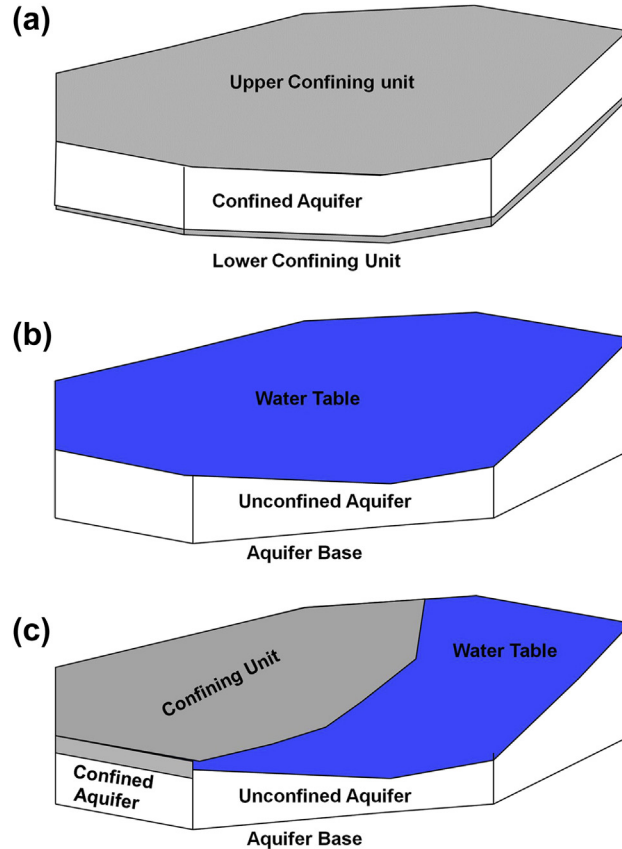 (a)
Upper Confining unit
Confined Aquifer
Lower Confining Unit
(b)
Water Table
Unconfined Aquifer
Aquifer Base
(c)
Confining Unit
Water Table
Confined
Aquifer
Unconfined Aquifer
Aquifer Base